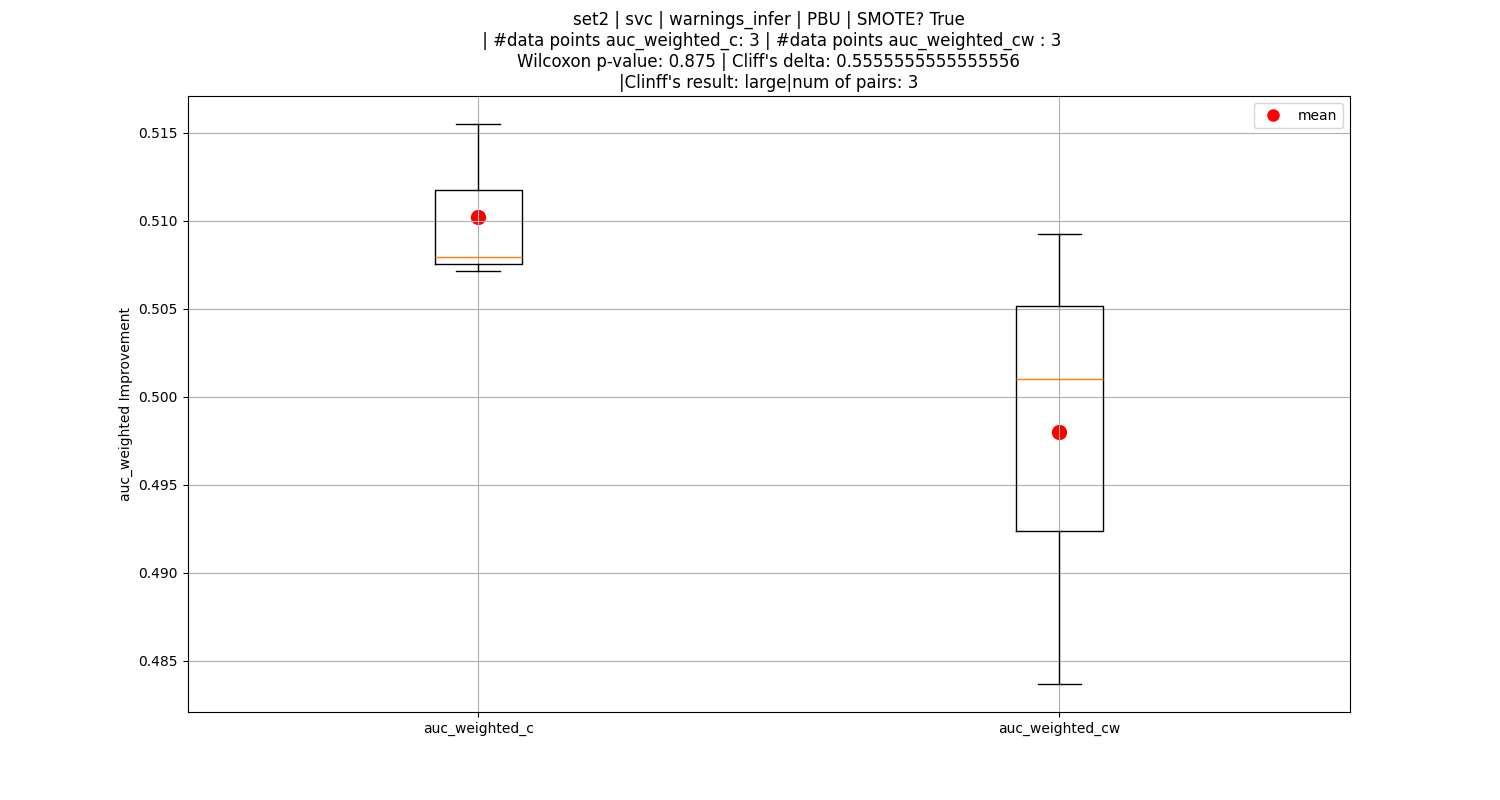 set2 | svc | warnings_infer | PBU | SMOTE? True
| #data points auc_weighted_c: 3 | #data points auc_weighted_cw : 3
Wilcoxon p-value: 0.875 | Cliff's delta: 0.5555555555555556
|Clinff's result: large|num of pairs: 3
mean
0.515
0.510
0.505
0.500
0.495
0.490
0.485
auc_weighted Improvement
auc_weighted_c
auc_weighted_cw